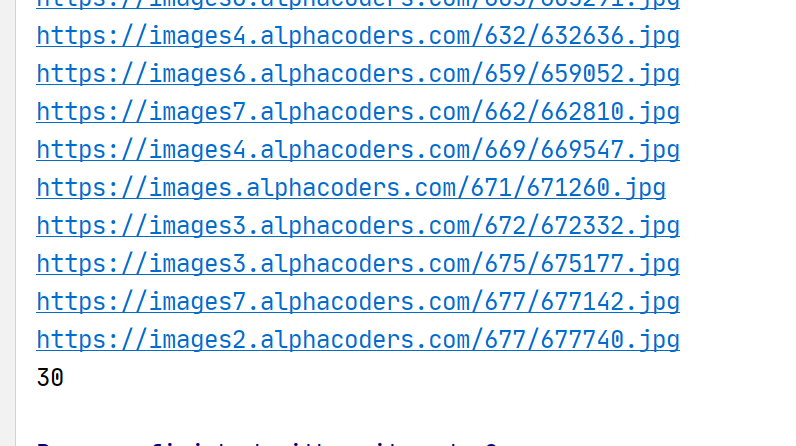 https://images4.alphacoders.com/632/632636.jpg
https://images6.alphacoders.com/659/659052.jpg
https://images7.alphacoders.com/662/662810.jpg
https://images4.alphacoders.com/669/669547.jpg
https://images.alphacoders.com/671/671260.jpg
https://images3.alphacoders.com/672/672332.jpg
https://images3.alphacoders.com/675/675177.jpg
https://images7.alphacoders.com/677/677142.jpg
https://images2.alphacoders.com/677/677740.jpg
30